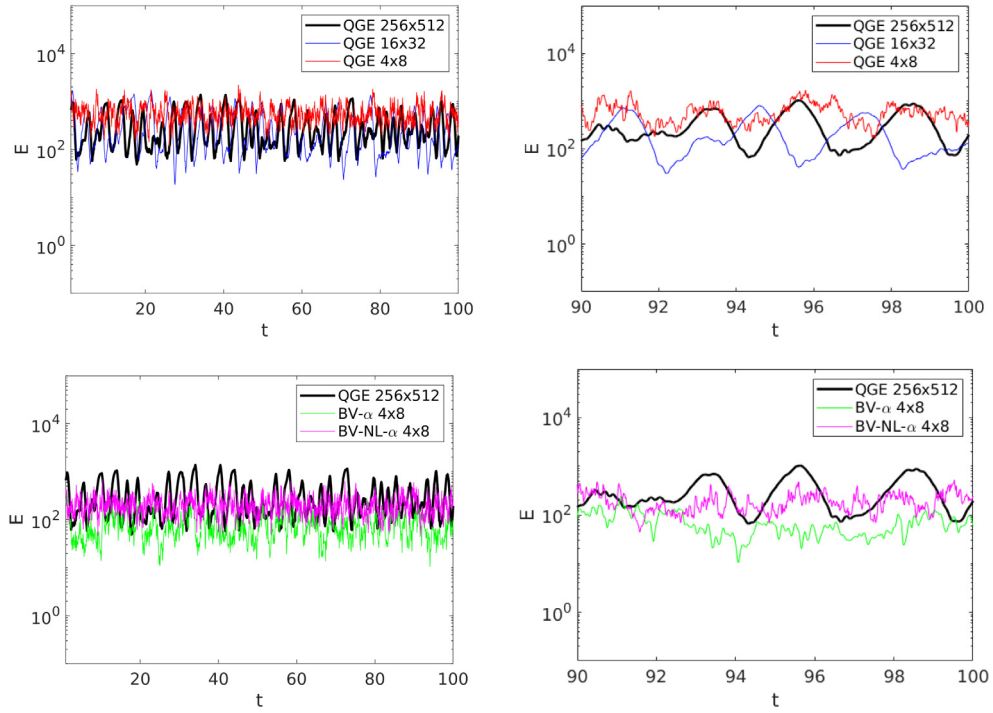 QGE 256x512
QGE 16x32
QGE 4x8
10^4
10^2
10^0
E
20
40
60
80
100
t
QGE 256x512
QGE 16x32
QGE 4x8
10^4
10^2
10^0
E
90
92
94
96
98
100
t
QGE 256x512
BV-α 4x8
BV-NL-α 4x8
10^4
10^2
10^0
E
20
40
60
80
100
t
QGE 256x512
BV-α 4x8
BV-NL-α 4x8
10^4
10^2
10^0
E
90
92
94
96
98
100
t